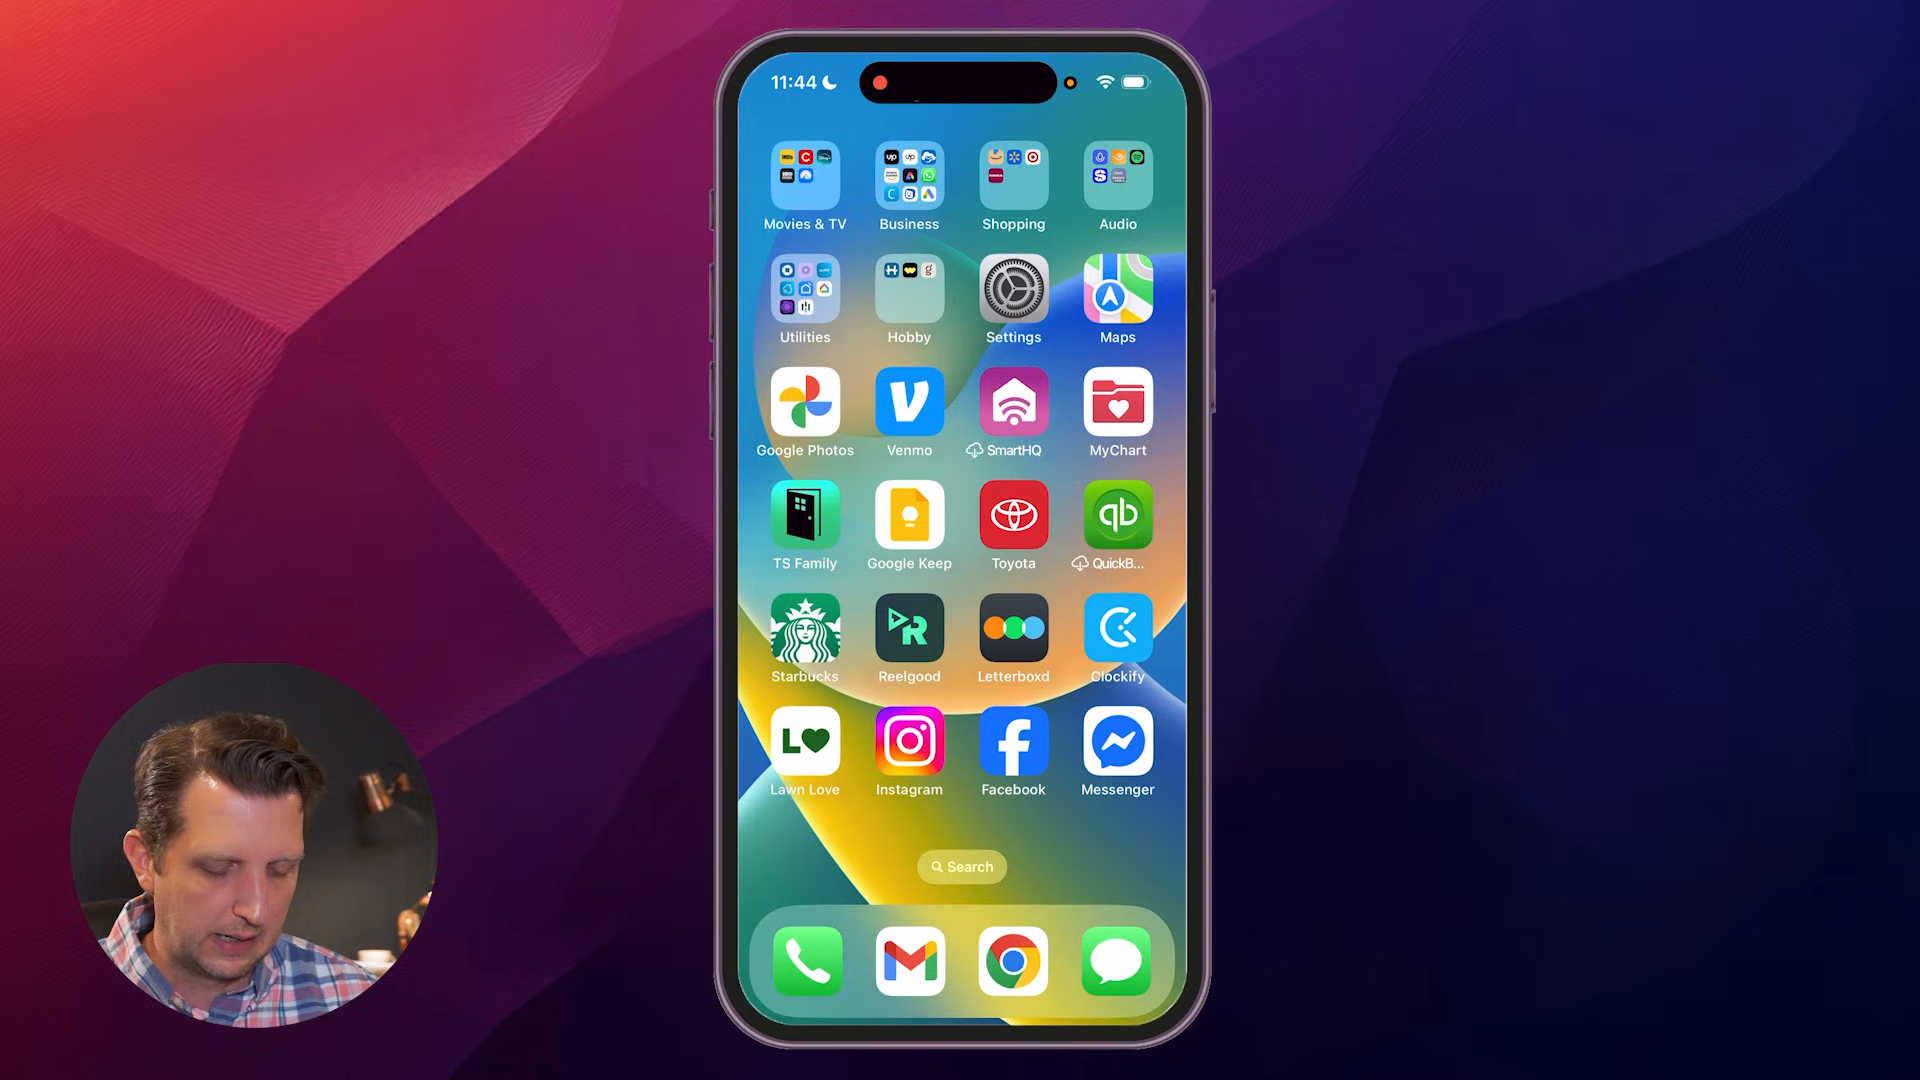 11:44
Movies & TV Business Shopping Audio
Utilities Hobby Settings Maps
Google Photos Venmo SmartHQ MyChart
TS Family Google Keep Toyota QuickB...
Starbucks Reelgood Letterboxd Clockify
L
Lawn Love Instagram Facebook Messenger
Search